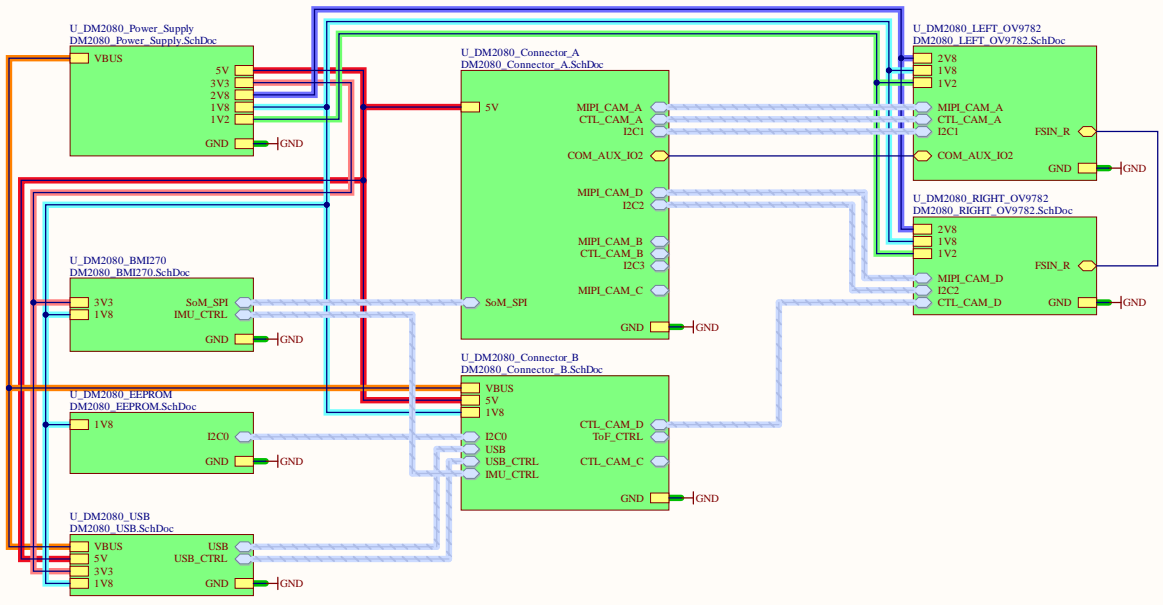 U_DM2080_Power_Supply
DM2080_Power_Supply.SchDoc
VBUS
5V
3V3
2V8
1V8
1V2
GND
GND
U_DM2080_Connector_A
DM2080_Connector_A.SchDoc
5V
MIPI_CAM_A
CTL_CAM_A
I2C1
COM_AUX_IO2
MIPI_CAM_D
I2C2
MIPI_CAM_B
CTL_CAM_B
I2C3
MIPI_CAM_C
SoM_SPI
GND
GND
U_DM2080_LEFT_OV9782
DM2080_LEFT_OV9782.SchDoc
2V8
1V8
1V2
MIPI_CAM_A
CTL_CAM_A
I2C1
FSIN_R
COM_AUX_IO2
GND
GND
U_DM2080_RIGHT_OV9782
DM2080_RIGHT_OV9782.SchDoc
2V8
1V8
1V2
FSIN_R
MIPI_CAM_D
I2C2
CTL_CAM_D
GND
GND
U_DM2080_BMI270
DM2080_BMI270.SchDoc
3V3
1V8
SoM_SPI
IMU_CTRL
GND
GND
U_DM2080_Connector_B
DM2080_Connector_B.SchDoc
VBUS
5V
1V8
I2C0
USB
USB_CTRL
IMU_CTRL
CTL_CAM_D
ToF_CTRL
CTL_CAM_C
GND
GND
U_DM2080_EEPROM
DM2080_EEPROM.SchDoc
1V8
I2C0
GND
GND
U_DM2080_USB
DM2080_USB.SchDoc
VBUS
5V
3V3
1V8
USB
USB_CTRL
GND
GND